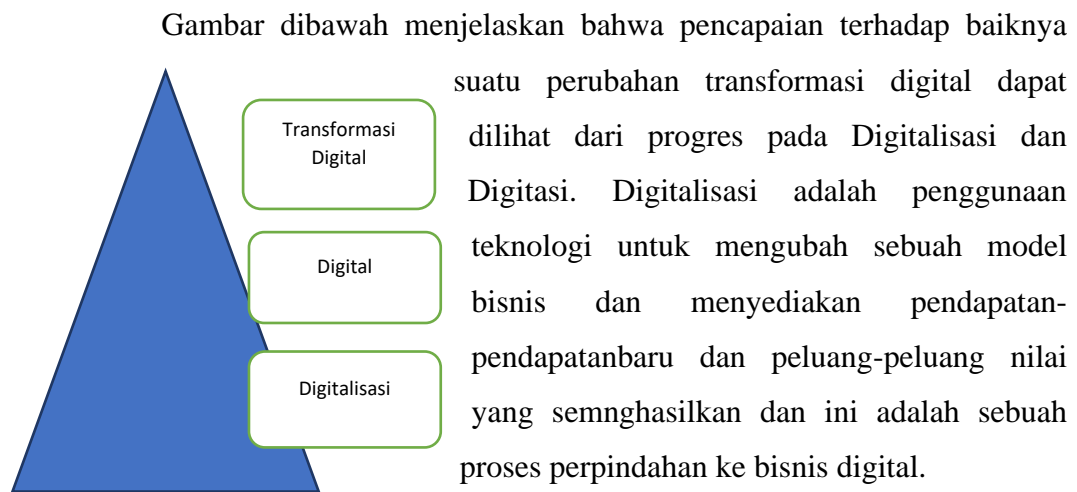 Gambar dibawah menjelaskan bahwa pencapaian terhadap baiknya
suatu perubahan transformasi digital dapat
dilihat dari progres pada Digitalisasi dan
Digitasi. Digitalisasi adalah penggunaan
teknologi untuk mengubah sebuah model
bisnis dan menyediakan pendapatan-
pendapatanbaru dan peluang-peluang nilai
yang semnghasilkan dan ini adalah sebuah
proses perpindahan ke bisnis digital.
Transformasi
Digital
Digital
Digitalisasi